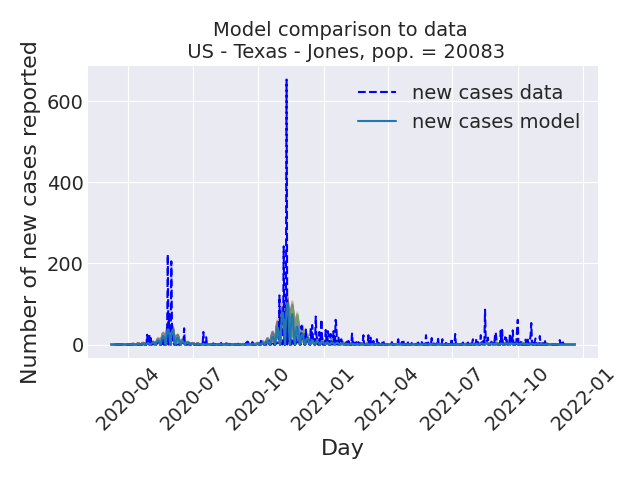 Model comparison to data
US - Texas - Jones, pop. = 20083
Number of new cases reported
600
400
200
0
new cases data
new cases model
2020-04
2020-07
2020-10
2021-01
2021-04
2021-07
2021-10
2022-01
Day